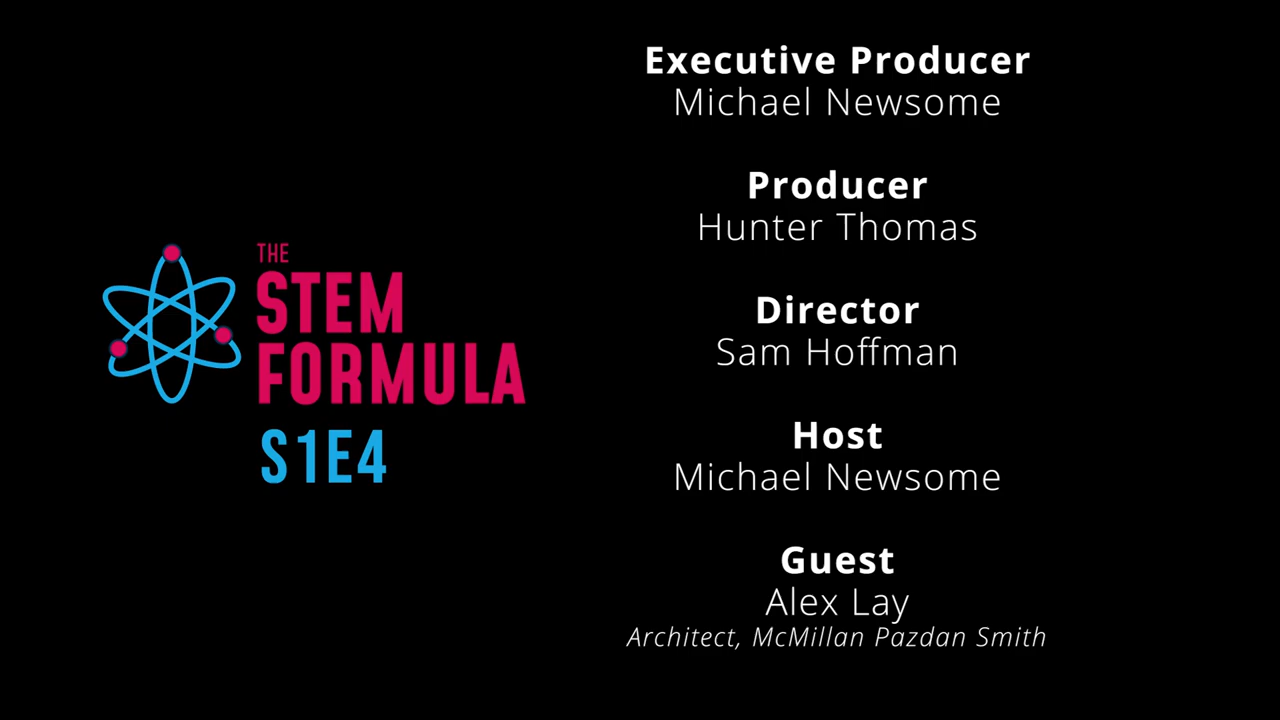 THE
STEM
FORMULA
S1E4
Executive Producer
Michael Newsome
Producer
Hunter Thomas
Director
Sam Hoffman
Host
Michael Newsome
Guest
Alex Lay
Architect, McMillan Pazdan Smith